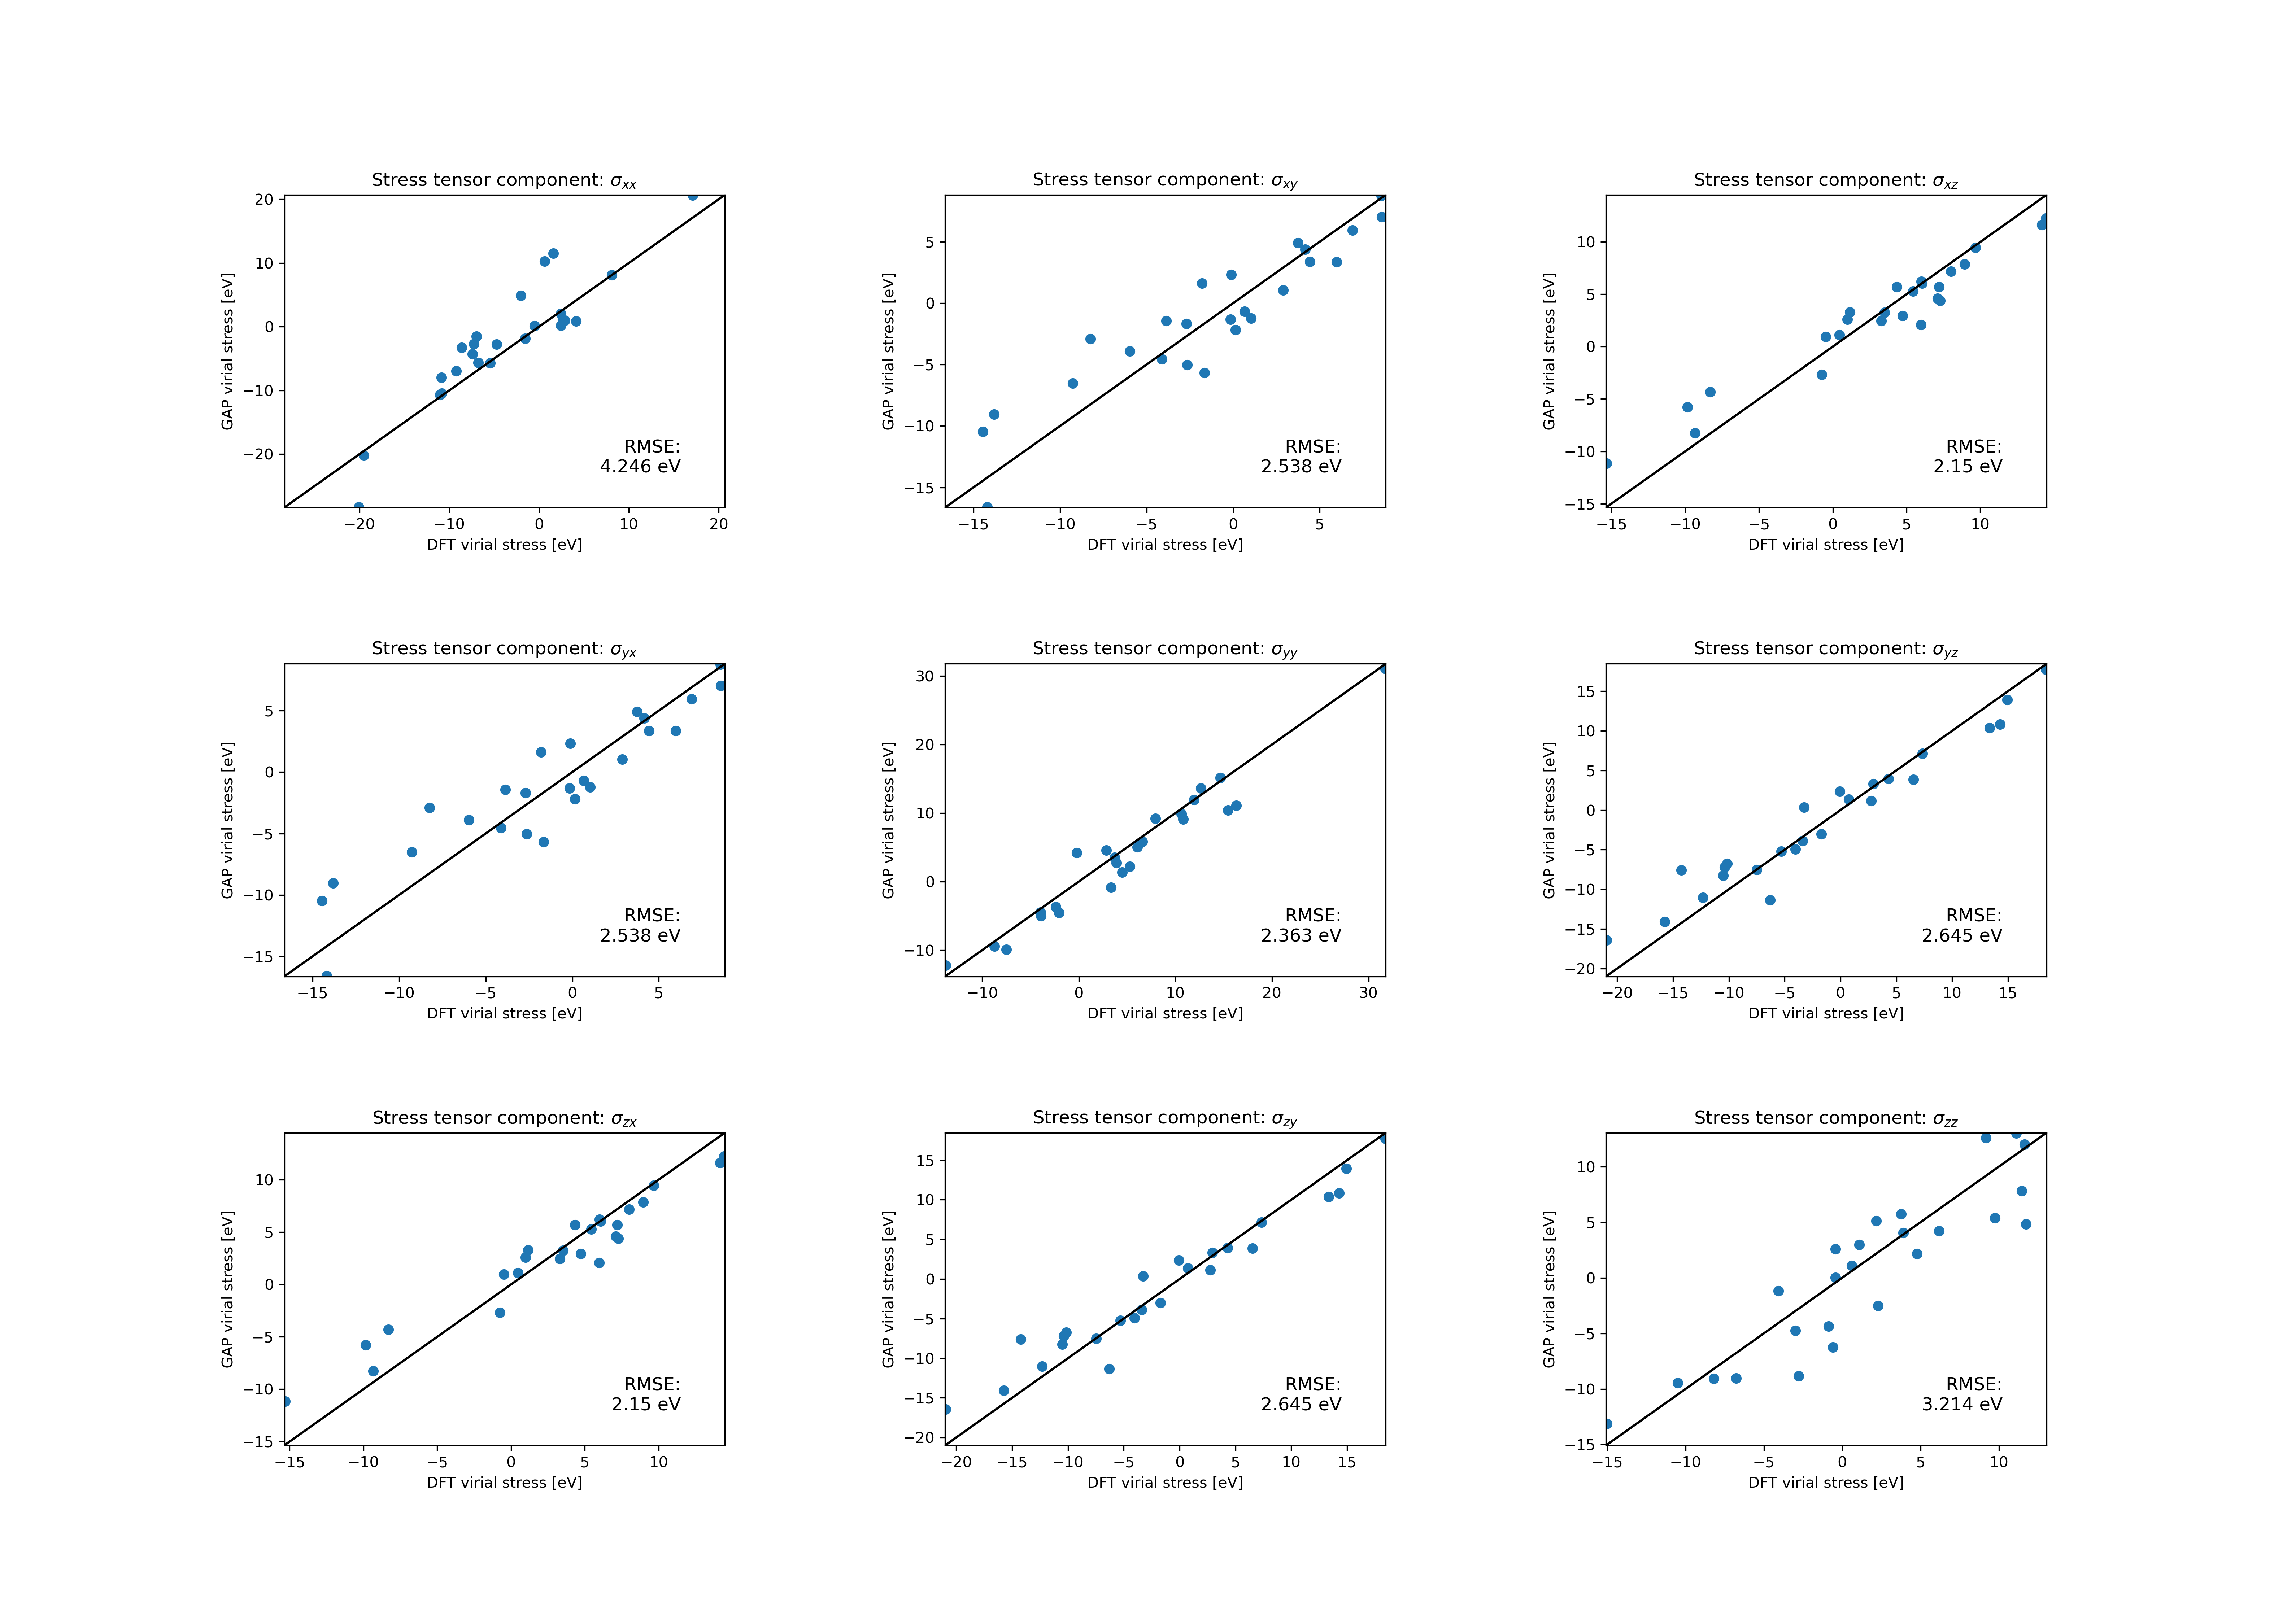 Stress tensor component: σxx
20
10
0
−10
−20
GAP virial stress [eV]
RMSE:
4.246 eV
−20 −10 0 10 20
DFT virial stress [eV]
Stress tensor component: σxy
5
0
−5
−10
−15
GAP virial stress [eV]
RMSE:
2.538 eV
−15 −10 −5 0 5
DFT virial stress [eV]
Stress tensor component: σxz
10
5
0
−5
−10
−15
GAP virial stress [eV]
RMSE:
2.15 eV
−15 −10 −5 0 5 10
DFT virial stress [eV]
Stress tensor component: σyx
5
0
−5
−10
−15
GAP virial stress [eV]
RMSE:
2.538 eV
−15 −10 −5 0 5
DFT virial stress [eV]
Stress tensor component: σyy
30
20
10
0
−10
GAP virial stress [eV]
RMSE:
2.363 eV
−10 0 10 20 30
DFT virial stress [eV]
Stress tensor component: σyz
15
10
5
0
−5
−10
−15
−20
GAP virial stress [eV]
RMSE:
2.645 eV
−20 −15 −10 −5 0 5 10 15
DFT virial stress [eV]
Stress tensor component: σzx
10
5
0
−5
−10
−15
GAP virial stress [eV]
RMSE:
2.15 eV
−15 −10 −5 0 5 10
DFT virial stress [eV]
Stress tensor component: σzy
15
10
5
0
−5
−10
−15
−20
GAP virial stress [eV]
RMSE:
2.645 eV
−20 −15 −10 −5 0 5 10 15
DFT virial stress [eV]
Stress tensor component: σzz
10
5
0
−5
−10
−15
GAP virial stress [eV]
RMSE:
3.214 eV
−15 −10 −5 0 5 10
DFT virial stress [eV]